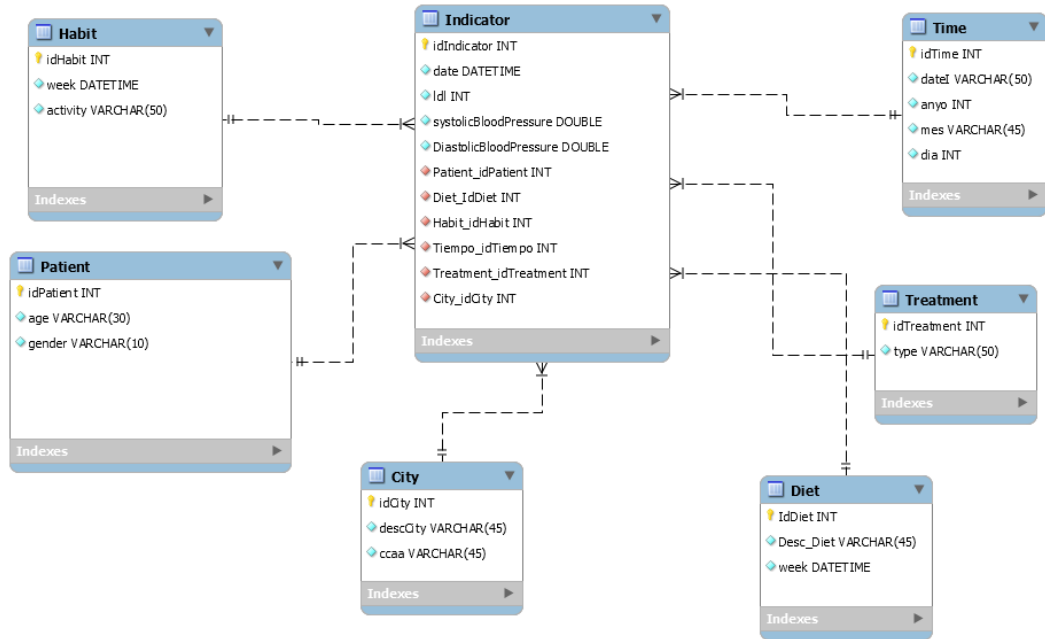 Habit
idHabit INT
week DATETIME
activity VARCHAR(50)
Indexes
Indicator
idIndicator INT
date DATETIME
ldl INT
systolicBloodPressure DOUBLE
DiastolicBloodPressure DOUBLE
Patient_idPatient INT
Diet_IdDiet INT
Habit_idHabit INT
Tiempo_idTiempo INT
Treatment_idTreatment INT
City_idCity INT
Indexes
Time
idTime INT
dateI VARCHAR(50)
anyo INT
mes VARCHAR(45)
dia INT
Indexes
Patient
idPatient INT
age VARCHAR(30)
gender VARCHAR(10)
Indexes
Treatment
idTreatment INT
type VARCHAR(50)
Indexes
City
idCity INT
descCity VARCHAR(45)
ccaa VARCHAR(45)
Indexes
Diet
IdDiet INT
Desc_Diet VARCHAR(45)
week DATETIME
Indexes